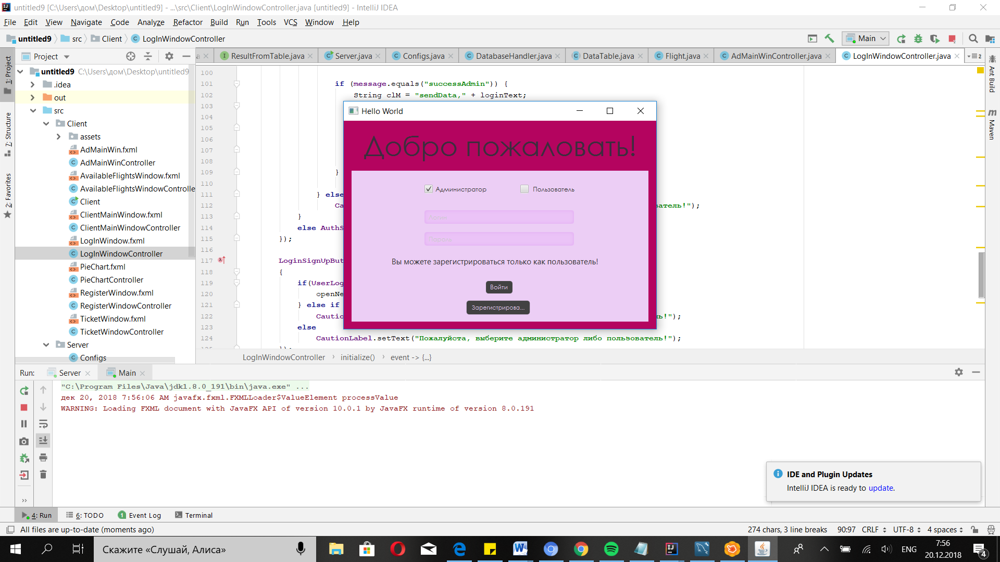 untitled9 [C:\Users\дом\Desktop\untitled9] - ...\src\Client\LogInWindowController.java [untitled9] - IntelliJ IDEA
File Edit View Navigate Code Analyze Refactor Build Run Tools VCS Window Help
untitled9 src Client LogInWindowController
Main
Project
ResultFromTable.java Server.java Configs.java DatabaseHandler.java DataTable.java Flight.java AdMainWinController.java LogInWindowController.java 2
1: Project
7: Structure
2: Favorites
Ant Build
Maven
untitled9 C:\Users\дом\Desktop\untitled9
.idea
out
src
Client
assets
AdMainWin.fxml
AdMainWinController
AvailableFlightsWindow.fxml
AvailableFlightsWindowControlle
Client
ClientMainWindow.fxml
ClientMainWindowController
LogInWindow.fxml
LogInWindowController
PieChart.fxml
PieChartController
RegisterWindow.fxml
RegisterWindowController
TicketWindow.fxml
TicketWindowController
Server
Configs
100
101 if (message.equals("successAdmin")) {
102 String clM = "sendData," + loginText;
103
104
105
106
107
108
109 }
110
111 } else
112 Ca ователь!");
113 }
114 else AuthS
115 });
116
117 LoginSignUpBut
118 {
119 if(UserLog
120 openNe
121 } else if
122 Cautio ь!");
123 else
124 CautionLabel.setText("Пожалуйста, выберите администратор либо пользователь!");
Hello World
Добро пожаловать!
Администратор Пользователь
Логин
Пароль
Вы можете зарегистрироваться только как пользователь!
Войти
Зарегистрирова...
LogInWindowController initialize() event -> {...}
Run: Server Main
"C:\Program Files\Java\jdk1.8.0_191\bin\java.exe" ...
дек 20, 2018 7:56:06 AM javafx.fxml.FXMLLoader$ValueElement processValue
WARNING: Loading FXML document with JavaFX API of version 10.0.1 by JavaFX runtime of version 8.0.191
IDE and Plugin Updates
IntelliJ IDEA is ready to update.
4: Run 6: TODO 1 Event Log Terminal
All files are up-to-date (moments ago)
274 chars, 3 line breaks 90:97 CRLF UTF-8 4 spaces
Скажите «Слушай, Алиса»
ENG
7:56
20.12.2018
4